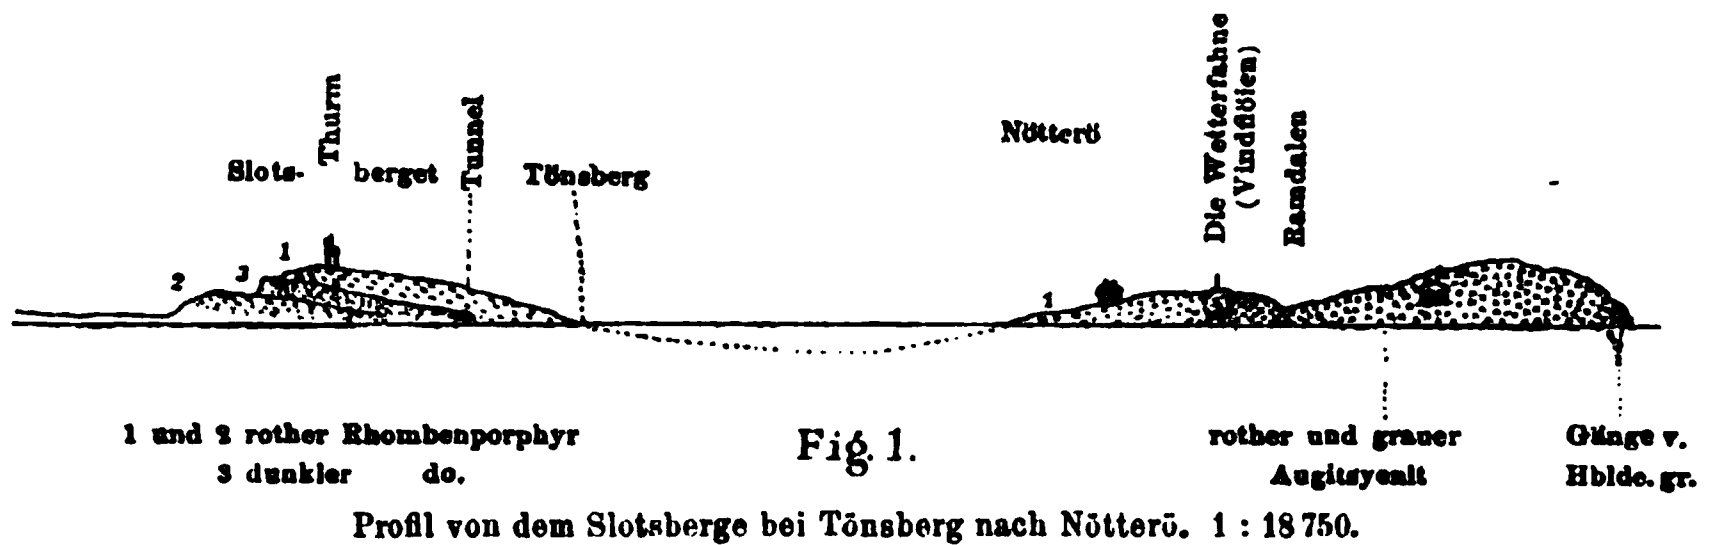 Thurm
Slots- berget
Tunnel
Tönsberg
Nötterö
Die Wetterfahne
(Vindflöien)
Ramdalen
1
3
2
1
1 und 2 rother Rhombenporphyr
3 dunkler do.
Fig. 1.
rother und grauer
Augitsyenit
Gänge v.
Hblde. gr.
Profil von dem Slotsberge bei Tönsberg nach Nötterö. 1 : 18 750.